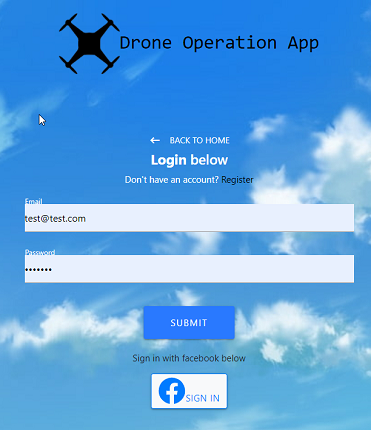 Drone Operation App
← BACK TO HOME
Login below
Don't have an account? Register
Email
test@test.com
Password
•••••••
SUBMIT
Sign in with facebook below
SIGN IN